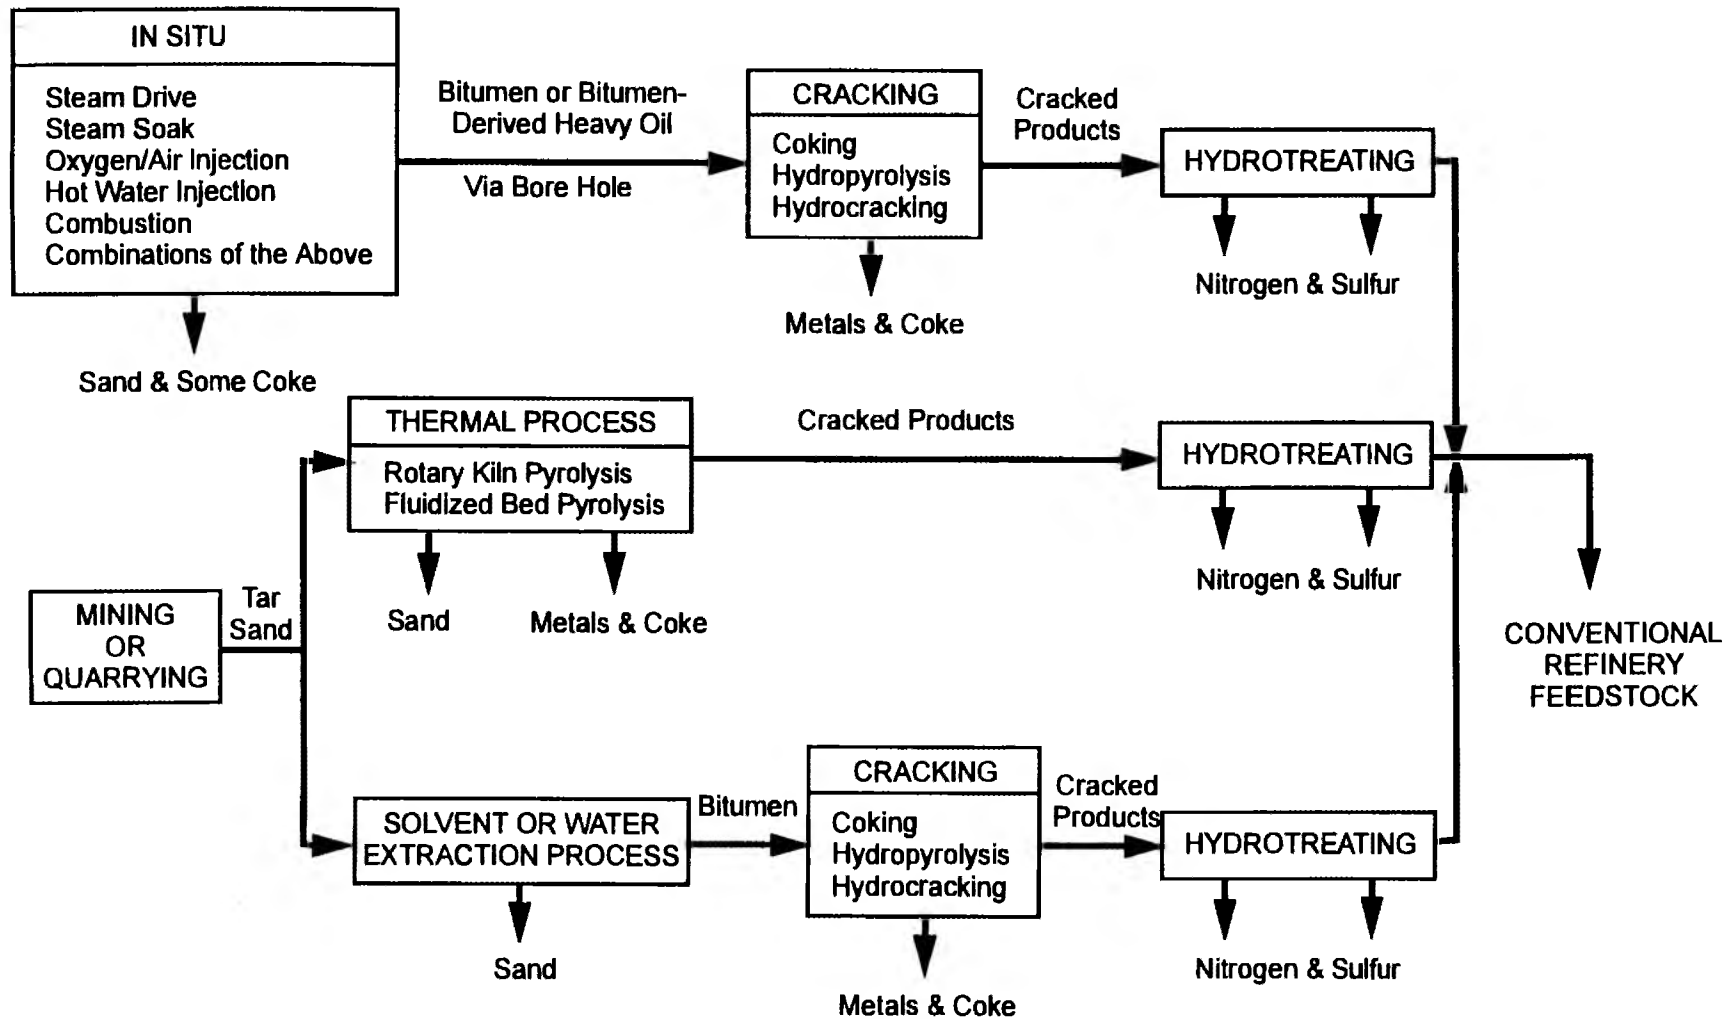 IN SITU
Steam Drive
Steam Soak
Oxygen/Air Injection
Hot Water Injection
Combustion
Combinations of the Above
Sand & Some Coke
Bitumen or Bitumen-
Derived Heavy Oil
Via Bore Hole
CRACKING
Coking
Hydropyrolysis
Hydrocracking
Metals & Coke
Cracked
Products
HYDROTREATING
Nitrogen & Sulfur
MINING
OR
QUARRYING
Tar
Sand
THERMAL PROCESS
Rotary Kiln Pyrolysis
Fluidized Bed Pyrolysis
Sand
Metals & Coke
Cracked Products
HYDROTREATING
Nitrogen & Sulfur
SOLVENT OR WATER
EXTRACTION PROCESS
Sand
Bitumen
CRACKING
Coking
Hydropyrolysis
Hydrocracking
Metals & Coke
Cracked
Products
HYDROTREATING
Nitrogen & Sulfur
CONVENTIONAL
REFINERY
FEEDSTOCK